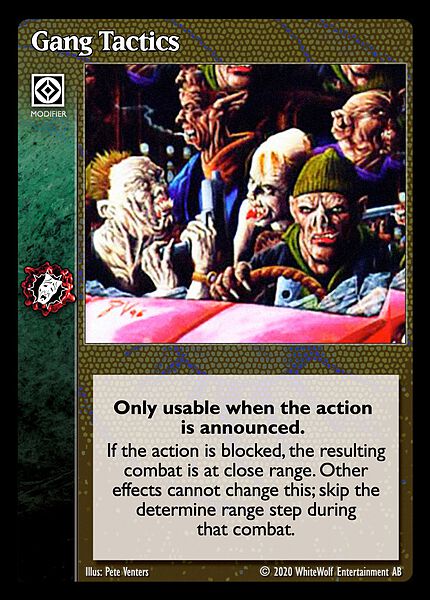 Gang Tactics
MODIFIER
PV 96
Only usable when the action
is announced.
If the action is blocked, the resulting
combat is at close range. Other
effects cannot change this; skip the
determine range step during
that combat.
Illus: Pete Venters
© 2020 WhiteWolf Entertainment AB